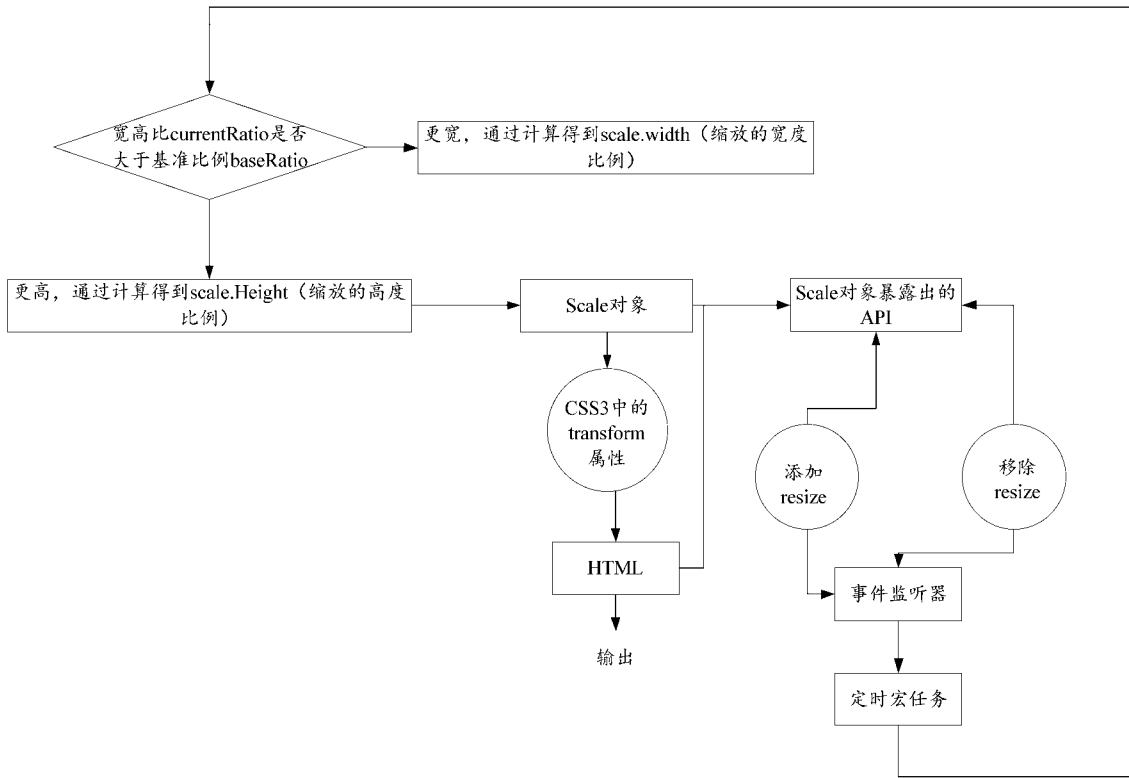 宽高比currentRatio是否
大于基准比例baseRatio
更宽，通过计算得到scale.width（缩放的宽度
比例）
更高，通过计算得到scale.Height（缩放的高度
比例）
Scale对象
Scale对象暴露出的
API
CSS3中的
transform
属性
添加
resize
移除
resize
HTML
事件监听器
输出
定时宏任务